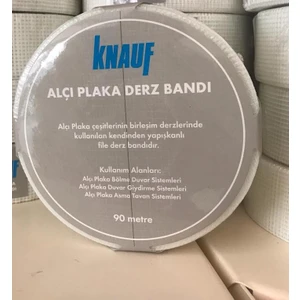 KNAUF
ALÇI PLAKA DERZ BANDI
Alçı Plaka çeşitlerinin birleşim derzlerinde
kullanılan kendinden yapışkanlı
file derz bandıdır.
Kullanım Alanları:
Alçı Plaka Bölme Duvar Sistemleri
Alçı Plaka Duvar Giydirme Sistemleri
Alçı Plaka Asma Tavan Sistemleri
90 metre